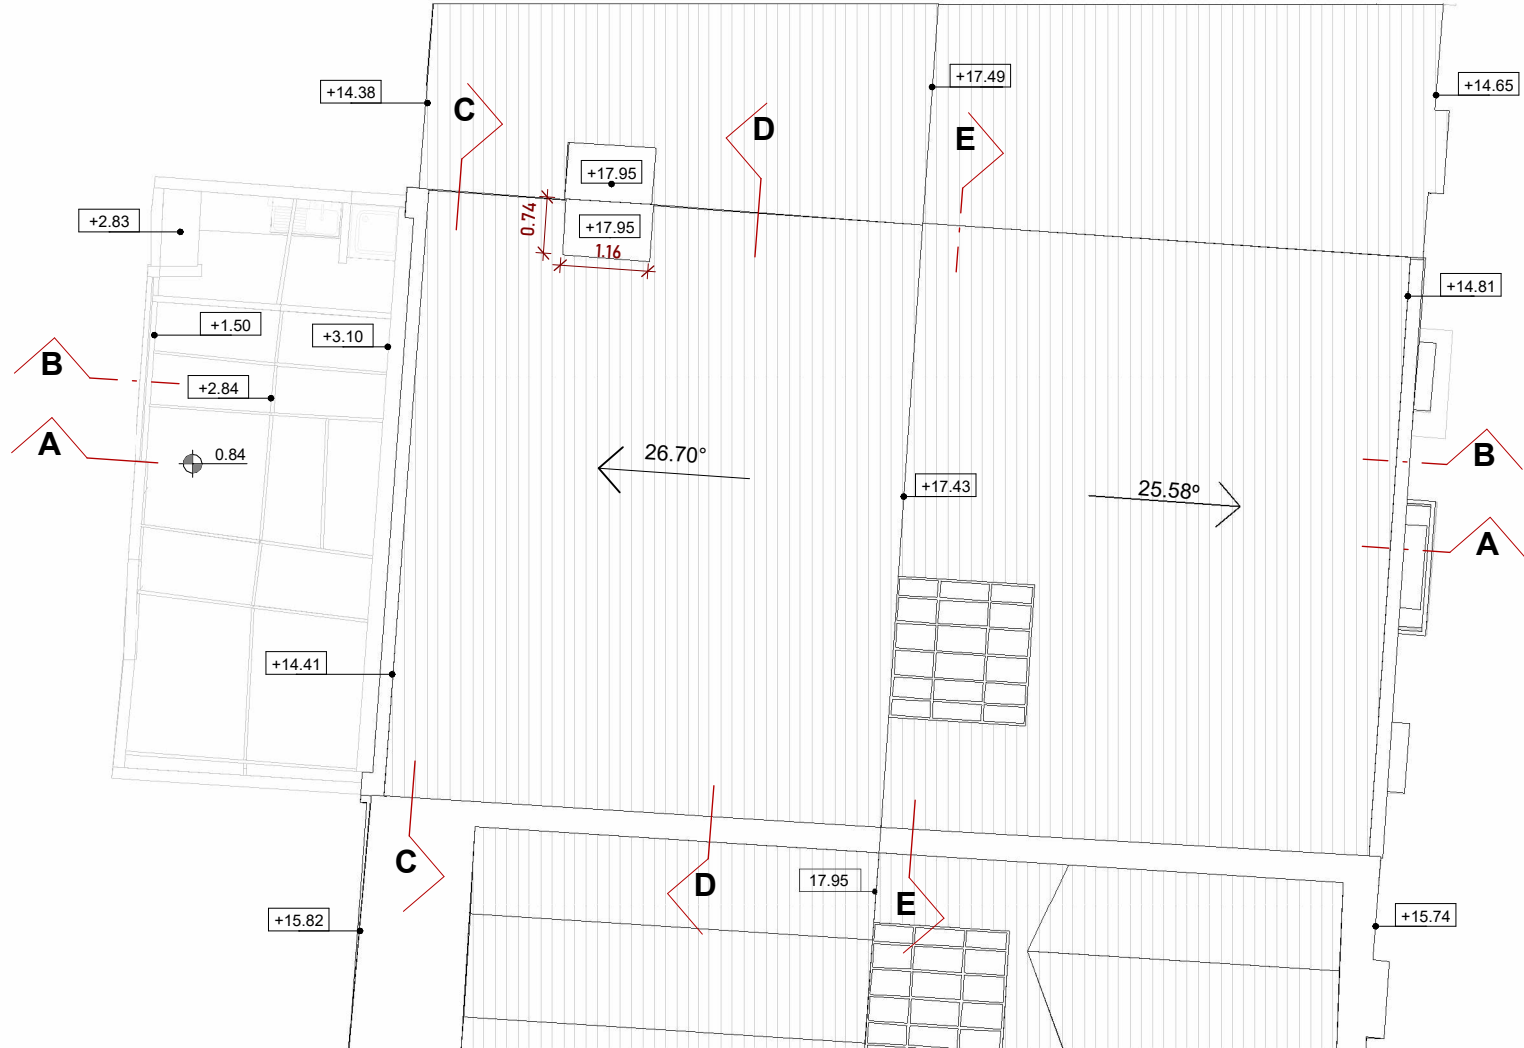 +17.49
+14.65
+14.38
C
D
E
+17.95
+2.83
0.74
+17.95
1.16
+14.81
+1.50
+3.10
B
+2.84
A
0.84
26.70°
+17.43
25.58º
B
A
+14.41
C
D
17.95
E
+15.82
+15.74